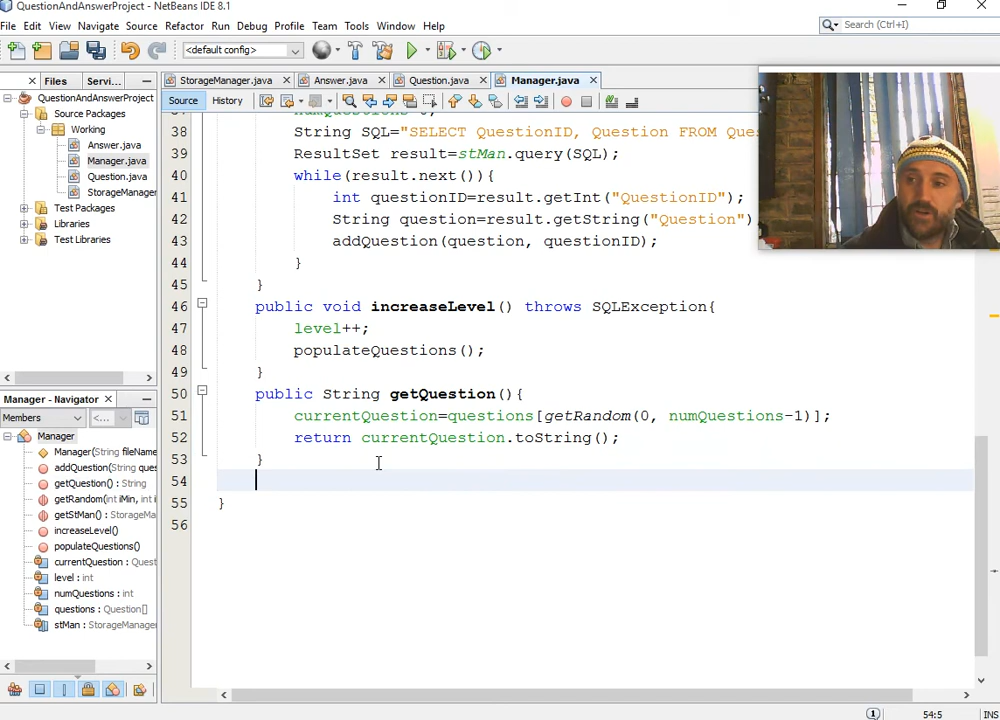 QuestionAndAnswerProject - NetBeans IDE 8.1
File Edit View Navigate Source Refactor Run Debug Profile Team Tools Window Help
Search (Ctrl+I)
<default config>
Files Servi...
StorageManager.java Answer.java Question.java Manager.java
Source History
QuestionAndAnswerProject
Source Packages
Working
Answer.java
Manager.java
Question.java
StorageManager
Test Packages
Libraries
Test Libraries
38 String SQL="SELECT QuestionID, Question FROM Ques
39 ResultSet result=stMan.query(SQL);
40 while(result.next()){
41 int questionID=result.getInt("QuestionID");
42 String question=result.getString("Question")
43 addQuestion(question, questionID);
44 }
45 }
46 public void increaseLevel() throws SQLException{
47 level++;
48 populateQuestions();
49 }
50 public String getQuestion(){
51 currentQuestion=questions[getRandom(0, numQuestions-1)];
52 return currentQuestion.toString();
53 }
54
55 }
56
Manager - Navigator
Members <...
Manager
Manager(String fileName
addQuestion(String ques
getQuestion() : String
getRandom(int iMin, int i
getStMan() : StorageMa
increaseLevel()
populateQuestions()
currentQuestion : Quest
level : int
numQuestions : int
questions : Question[]
stMan : StorageManager
1 54:5 INS